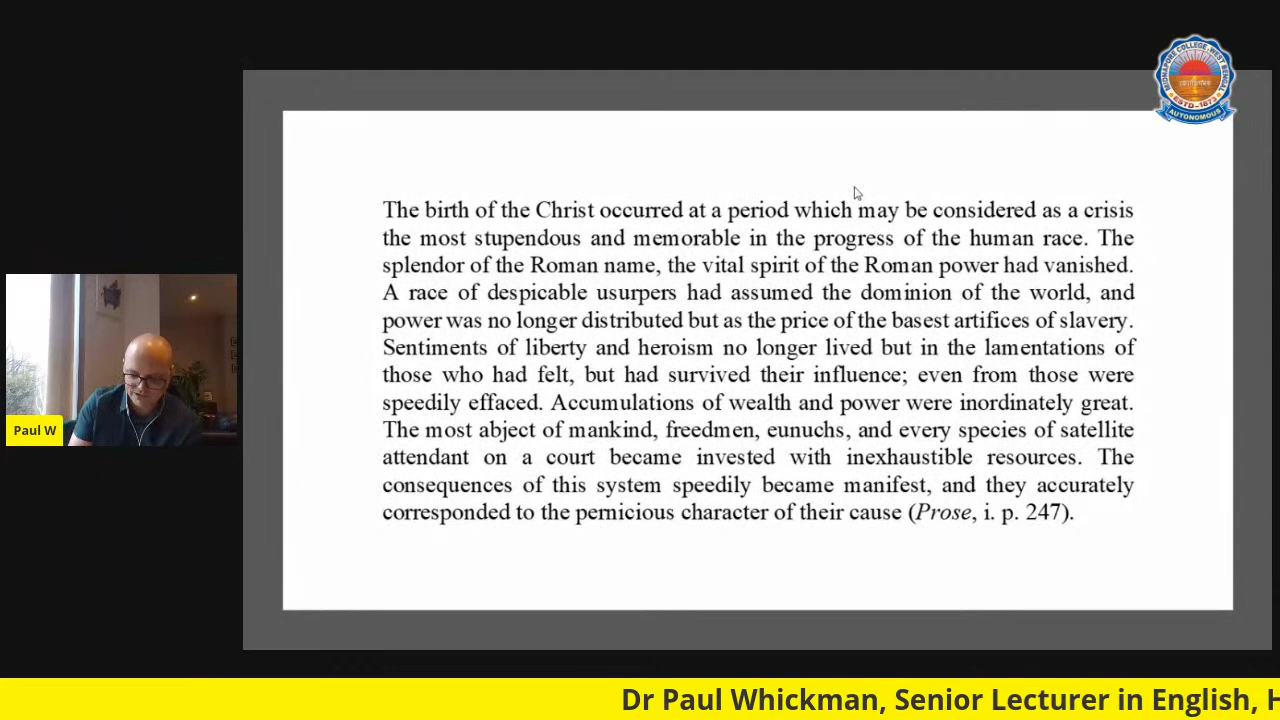 MIDNAPORE COLLEGE, WEST BENGAL
ESTD-1873
AUTONOMOUS
The birth of the Christ occurred at a period which may be considered as a crisis
the most stupendous and memorable in the progress of the human race. The
splendor of the Roman name, the vital spirit of the Roman power had vanished.
A race of despicable usurpers had assumed the dominion of the world, and
power was no longer distributed but as the price of the basest artifices of slavery.
Sentiments of liberty and heroism no longer lived but in the lamentations of
those who had felt, but had survived their influence; even from those were
speedily effaced. Accumulations of wealth and power were inordinately great.
The most abject of mankind, freedmen, eunuchs, and every species of satellite
attendant on a court became invested with inexhaustible resources. The
consequences of this system speedily became manifest, and they accurately
corresponded to the pernicious character of their cause (Prose, i. p. 247).
Paul W
Dr Paul Whickman, Senior Lecturer in English, H